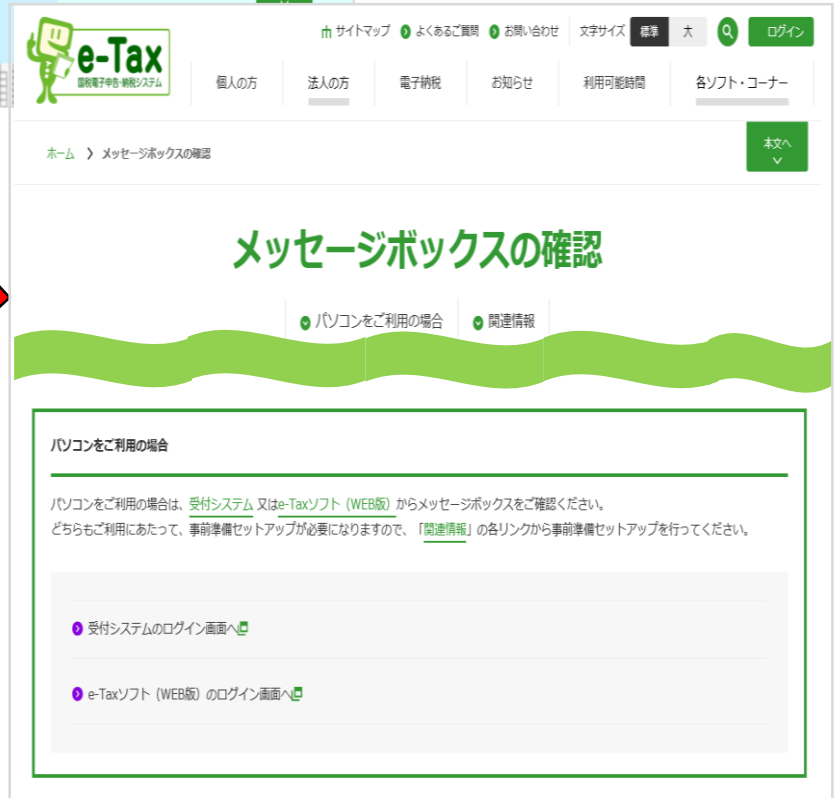 サイトマップ よくあるご質問 お問い合わせ 文字サイズ 標準 大 ログイン
e-Tax
国税電子申告・納税システム
個人の方 法人の方 電子納税 お知らせ 利用可能時間 各ソフト・コーナー
ホーム 〉 メッセージボックスの確認
本文へ
メッセージボックスの確認
パソコンをご利用の場合 関連情報
パソコンをご利用の場合
パソコンをご利用の場合は、受付システム 又はe-Taxソフト（WEB版）からメッセージボックスをご確認ください。
どちらもご利用にあたって、事前準備セットアップが必要になりますので、「関連情報」の各リンクから事前準備セットアップを行ってください。
受付システムのログイン画面へ
e-Taxソフト（WEB版）のログイン画面へ